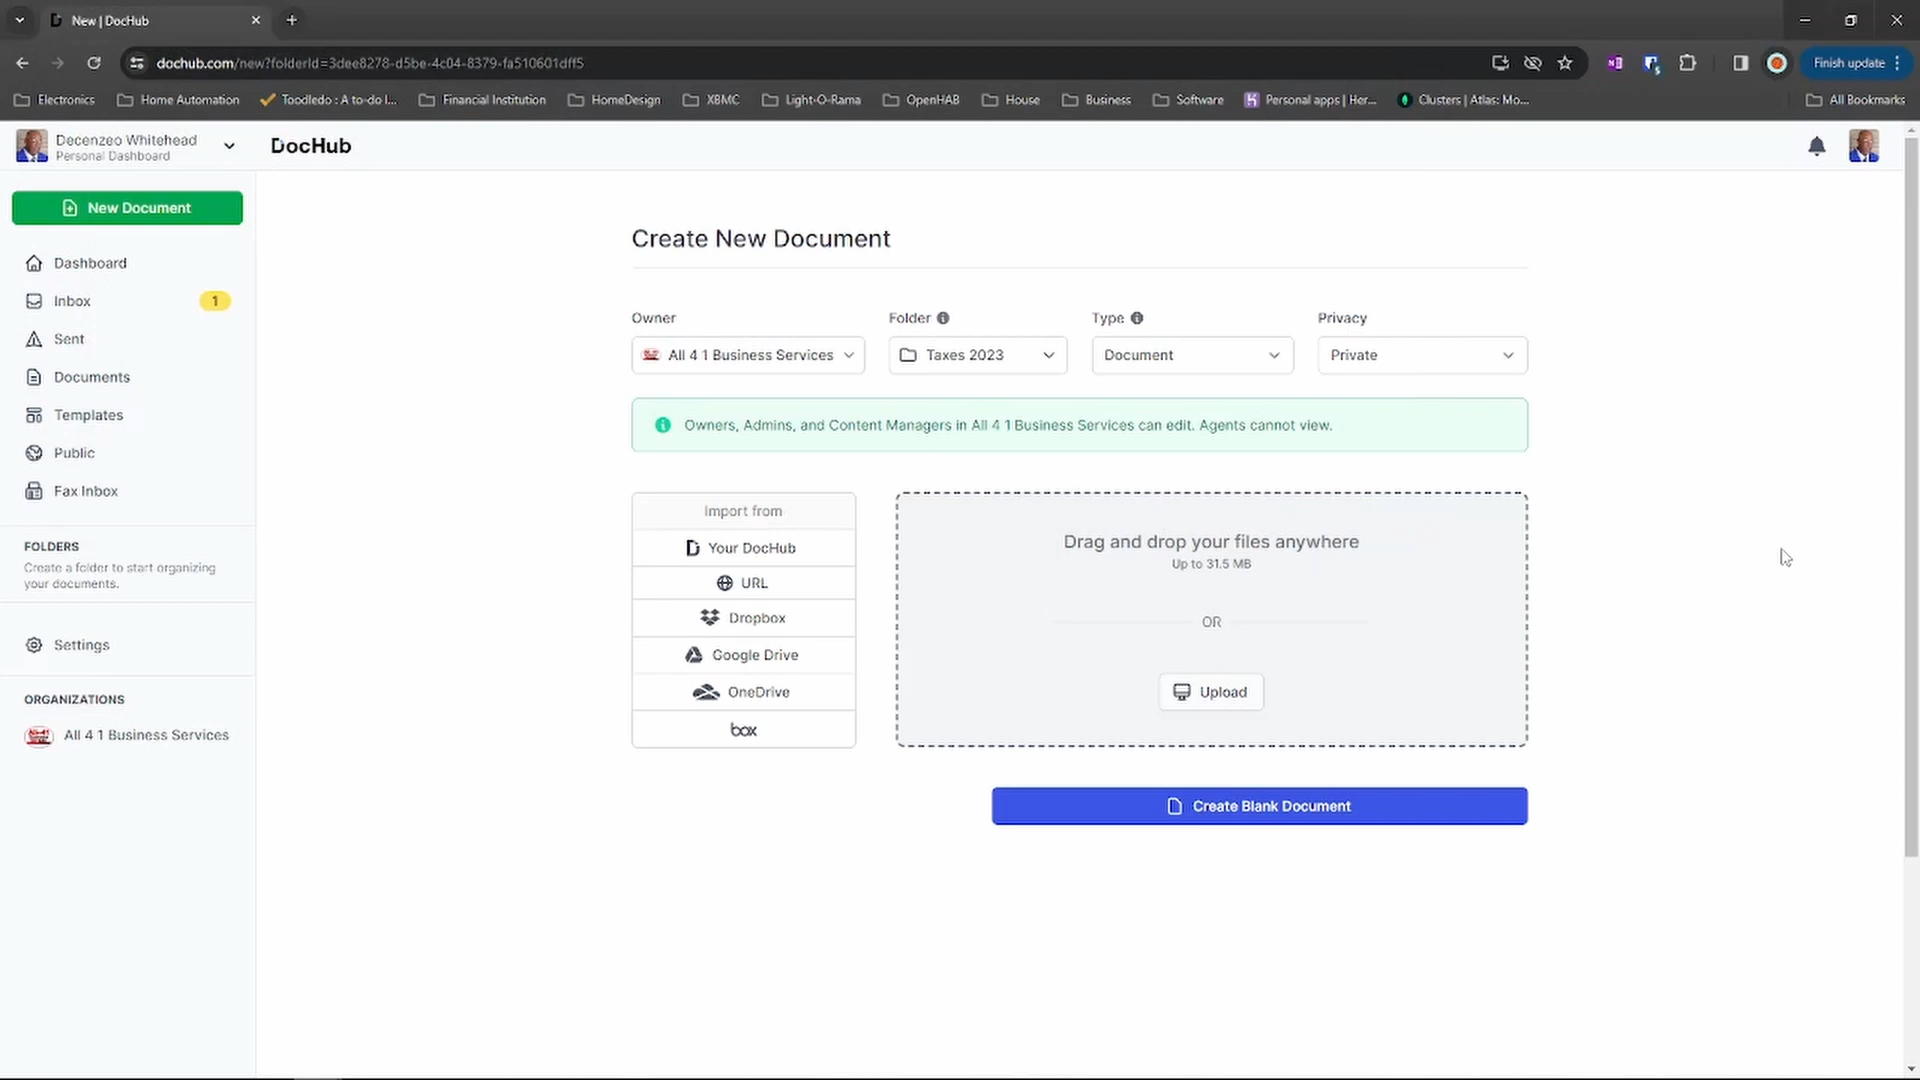 New | DocHub
dochub.com/new?folderId=3dee8278-d5be-4c04-8379-fa510601dff5
Finish update
Electronics
Home Automation
Toodledo : A to-do l...
Financial Institution
HomeDesign
XBMC
Light-O-Rama
OpenHAB
House
Business
Software
Personal apps | Her...
Clusters | Atlas: Mo...
All Bookmarks
Decenzeo Whitehead
Personal Dashboard
DocHub
New Document
Dashboard
Inbox
1
Sent
Documents
Templates
Public
Fax Inbox
FOLDERS
Create a folder to start organizing
your documents.
Settings
ORGANIZATIONS
All 4 1 Business Services
Create New Document
Owner
Folder
Type
Privacy
All 4 1 Business Services
Taxes 2023
Document
Private
Owners, Admins, and Content Managers in All 4 1 Business Services can edit. Agents cannot view.
Import from
Your DocHub
URL
Dropbox
Google Drive
OneDrive
box
Drag and drop your files anywhere
Up to 31.5 MB
OR
Upload
Create Blank Document